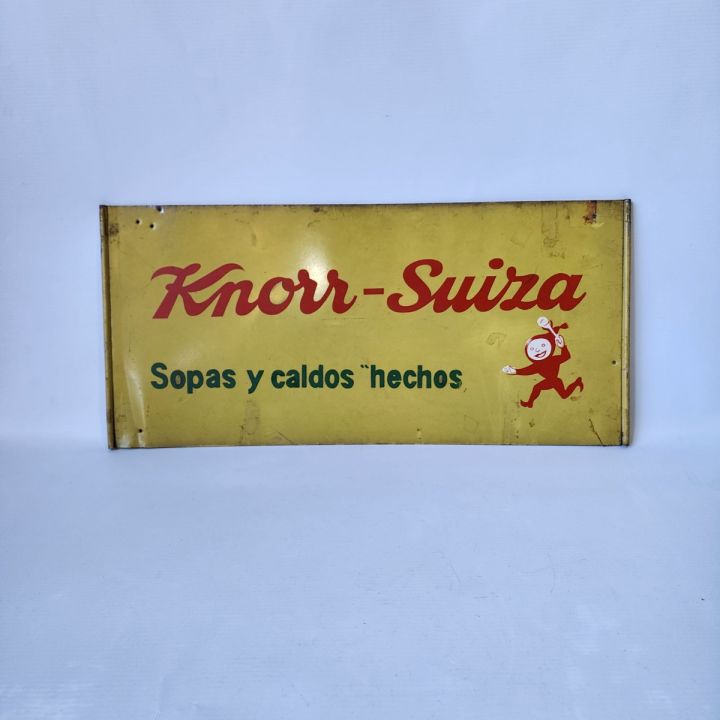 Knorr-Suiza
Sopas y caldos "hechos